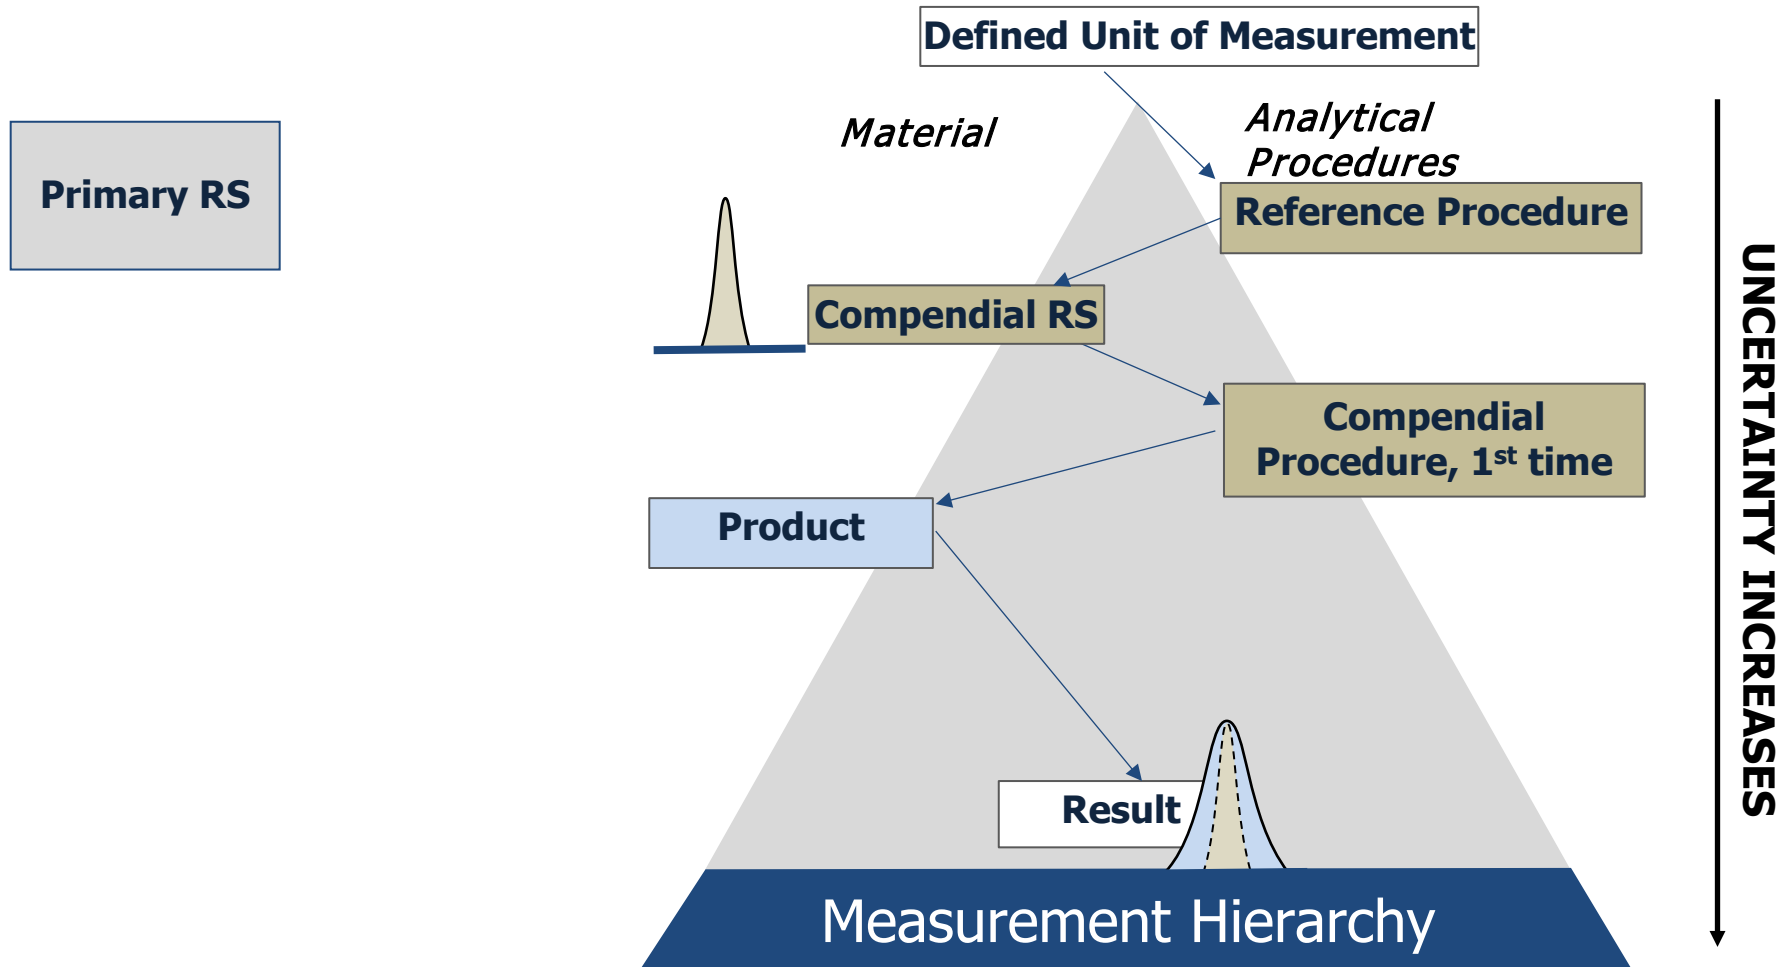 Defined Unit of Measurement
Material
Analytical
Procedures
Primary RS
Reference Procedure
Compendial RS
Compendial
Procedure, 1st time
Product
Result
Measurement Hierarchy
UNCERTAINTY INCREASES